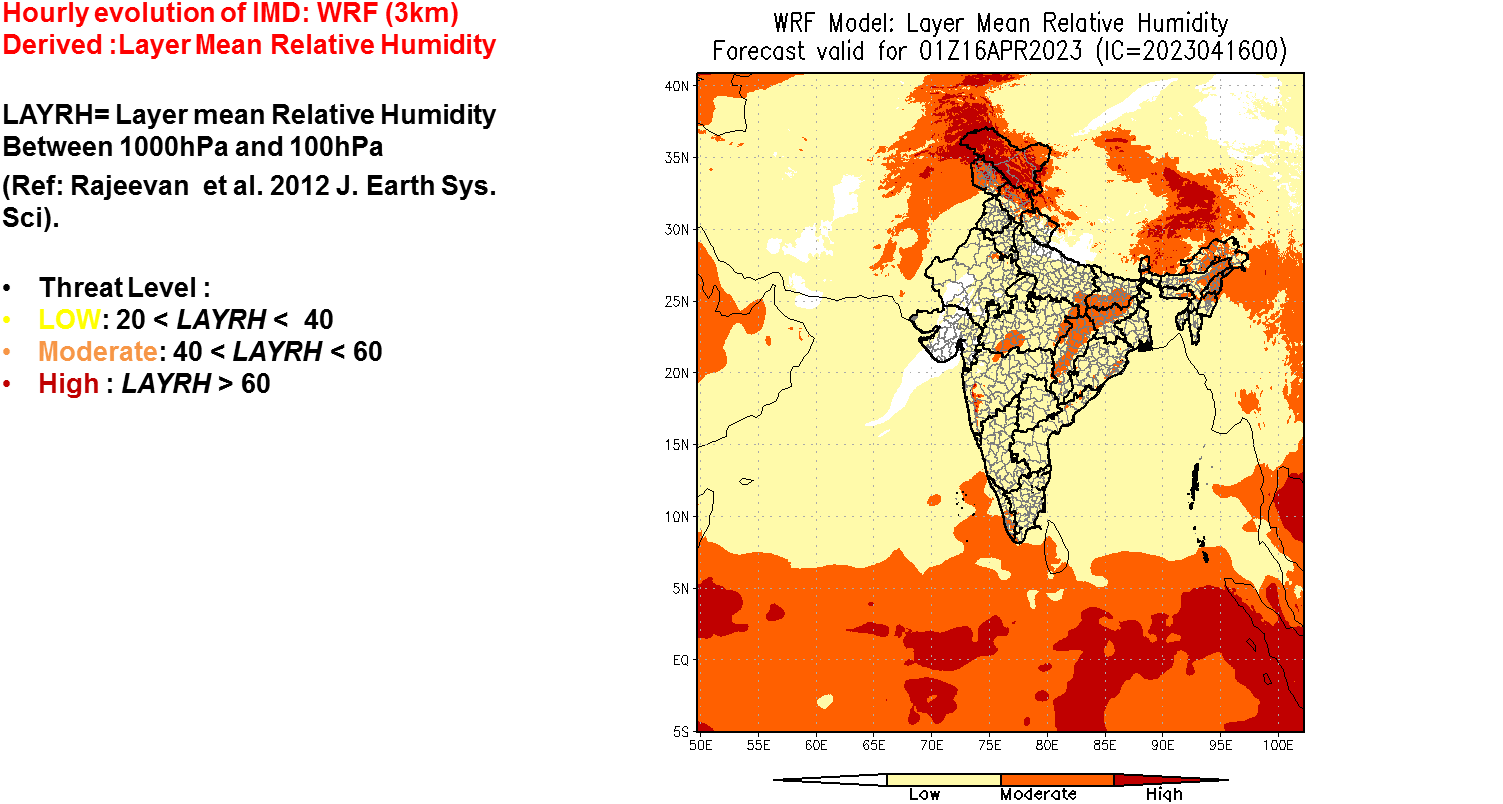 Hourly evolution of IMD: WRF (3km)
Derived :Layer Mean Relative Humidity
LAYRH= Layer mean Relative Humidity
Between 1000hPa and 100hPa
(Ref: Rajeevan et al. 2012 J. Earth Sys.
Sci).
• Threat Level :
• LOW: 20 < LAYRH < 40
• Moderate: 40 < LAYRH < 60
• High : LAYRH > 60
WRF Model: Layer Mean Relative Humidity
Forecast valid for 01Z16APR2023 (IC=2023041600)
40N
35N
30N
25N
20N
15N
10N
5N
EQ
5S
50E 55E 60E 65E 70E 75E 80E 85E 90E 95E 100E
Low Moderate High